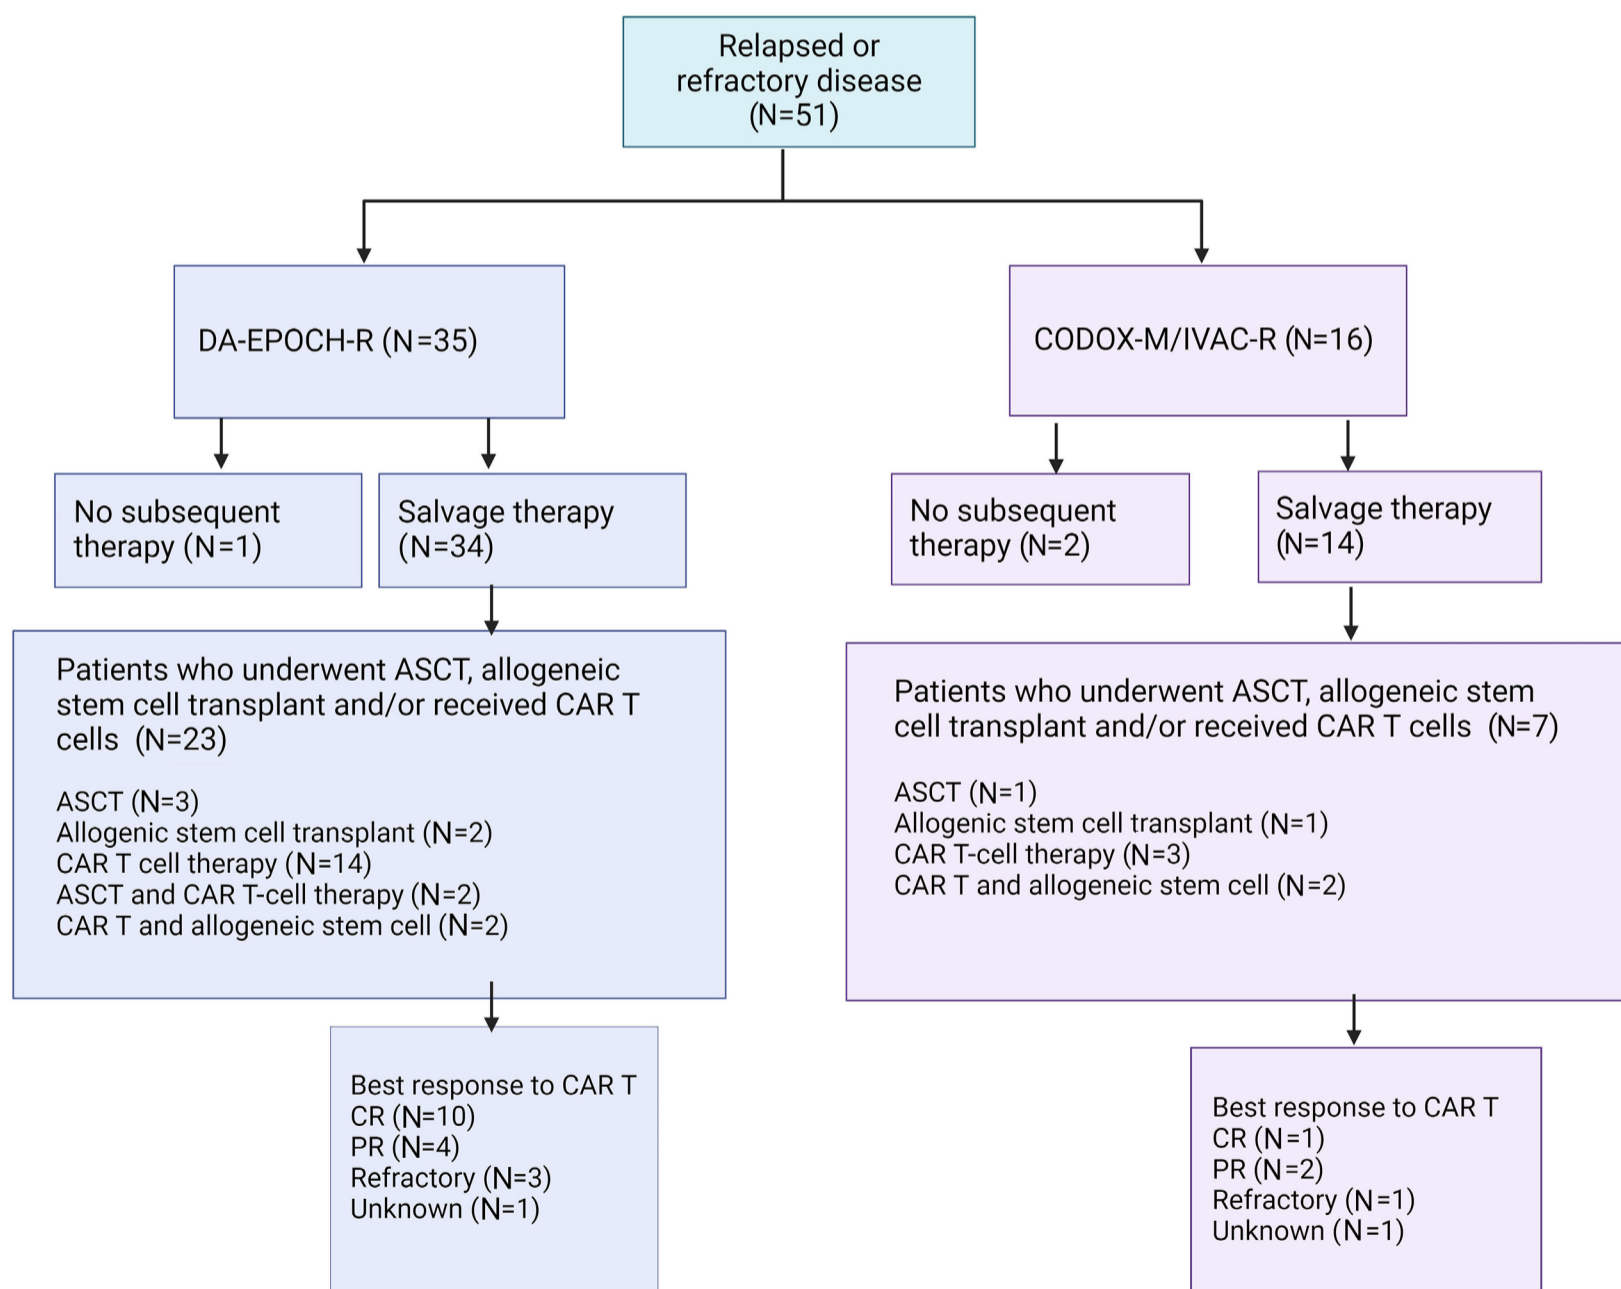 Relapsed or
refractory disease
(N=51)
DA-EPOCH-R (N=35)
CODOX-M/IVAC-R (N=16)
No subsequent
therapy (N=1)
Salvage therapy
(N=34)
No subsequent
therapy (N=2)
Salvage therapy
(N=14)
Patients who underwent ASCT, allogeneic
stem cell transplant and/or received CAR T
cells (N=23)
ASCT (N=3)
Allogenic stem cell transplant (N=2)
CAR T cell therapy (N=14)
ASCT and CAR T-cell therapy (N=2)
CAR T and allogeneic stem cell (N=2)
Patients who underwent ASCT, allogeneic stem
cell transplant and/or received CAR T cells (N=7)
ASCT (N=1)
Allogenic stem cell transplant (N=1)
CAR T-cell therapy (N=3)
CAR T and allogeneic stem cell (N=2)
Best response to CAR T
CR (N=10)
PR (N=4)
Refractory (N=3)
Unknown (N=1)
Best response to CAR T
CR (N=1)
PR (N=2)
Refractory (N=1)
Unknown (N=1)